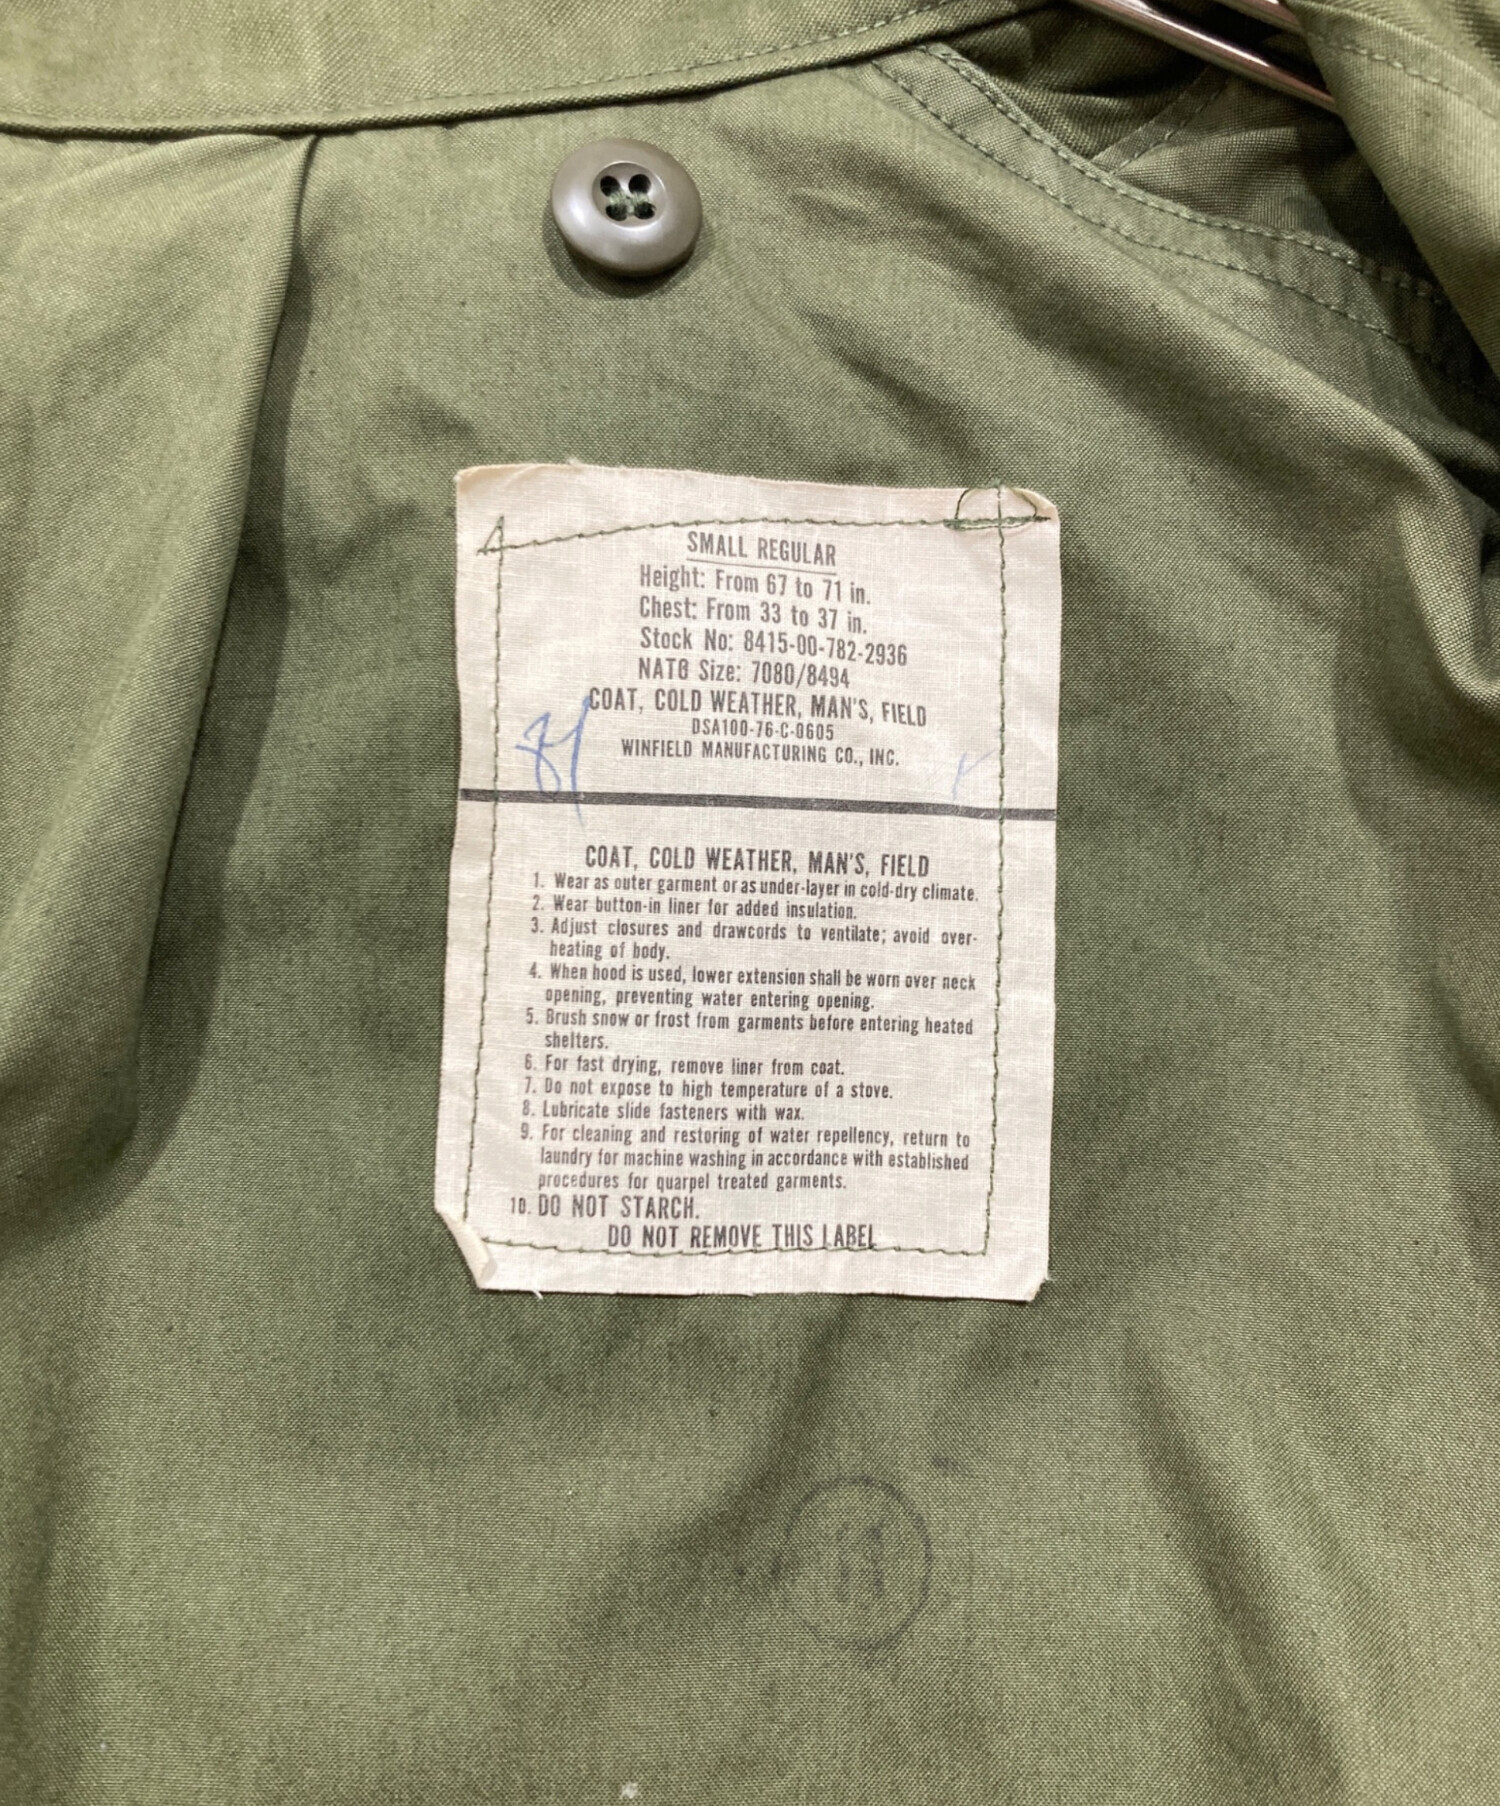 SMALL REGULAR
Height: From 67 to 71 in.
Chest: From 33 to 37 in.
Stock No: 8415-00-782-2936
NATO Size: 7080/8494
COAT, COLD WEATHER, MAN'S, FIELD
DSA100-76-C-0605
WINFIELD MANUFACTURING CO., INC.
COAT, COLD WEATHER, MAN'S, FIELD
1. Wear as outer garment or as under-layer in cold-dry climate.
2. Wear button-in liner for added insulation.
3. Adjust closures and drawcords to ventilate; avoid over-
heating of body.
4. When hood is used, lower extension shall be worn over neck
opening, preventing water entering opening.
5. Brush snow or frost from garments before entering heated
shelters.
6. For fast drying, remove liner from coat.
7. Do not expose to high temperature of a stove.
8. Lubricate slide fasteners with wax.
9. For cleaning and restoring of water repellency, return to
laundry for machine washing in accordance with established
procedures for quarpel treated garments.
10. DO NOT STARCH.
DO NOT REMOVE THIS LABEL